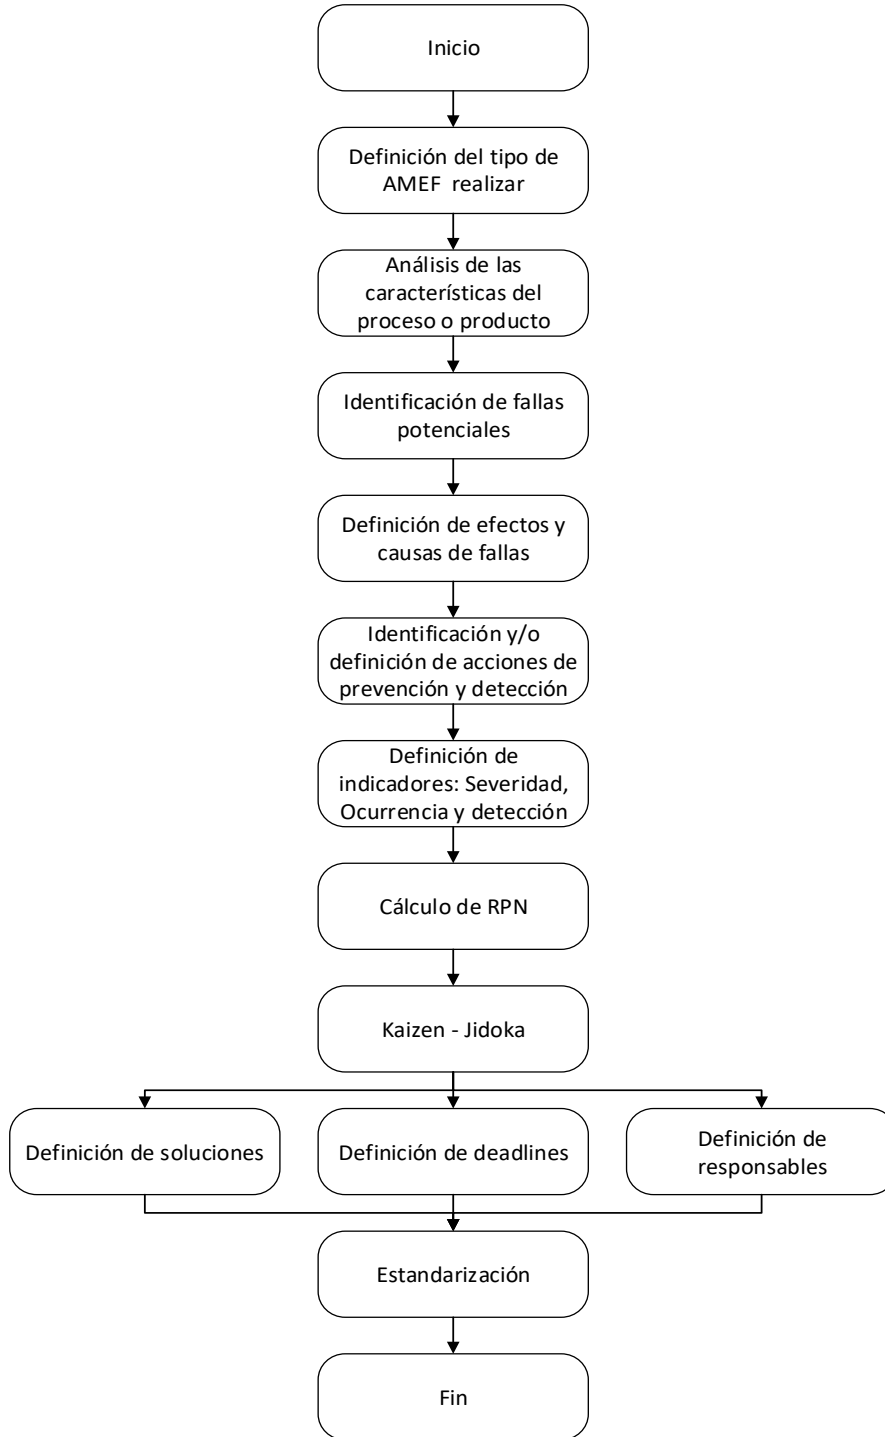 Inicio
Definición del tipo de
AMEF  realizar
Análisis de las
características del
proceso o producto
Identificación de fallas
potenciales
Definición de efectos y
causas de fallas
Identificación y/o
definición de acciones de
prevención y detección
Definición de
indicadores: Severidad,
Ocurrencia y detección
Cálculo de RPN
Kaizen - Jidoka
Definición de soluciones
Definición de deadlines
Definición de
responsables
Estandarización
Fin